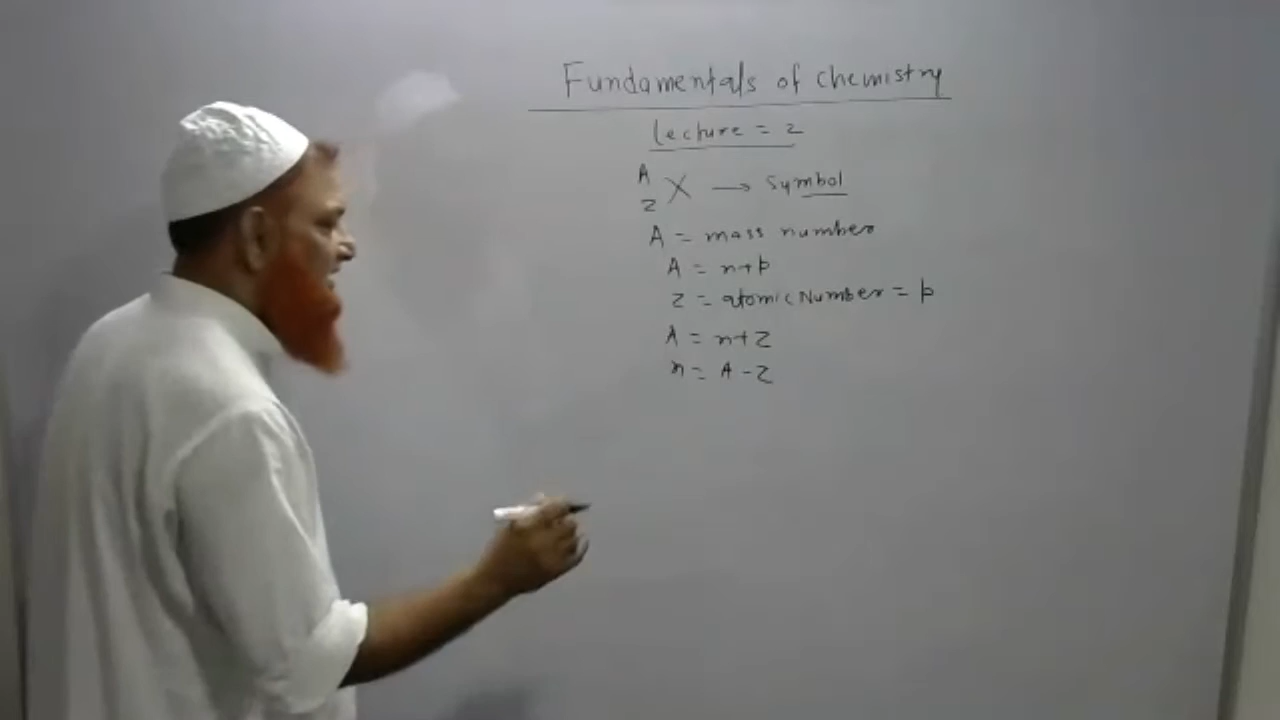 Fundamentals of chemistry
Lecture = 2
A
Z X → Symbol
A = mass number
A = n+p
Z = atomic Number = p
A = n+Z
n = A-Z